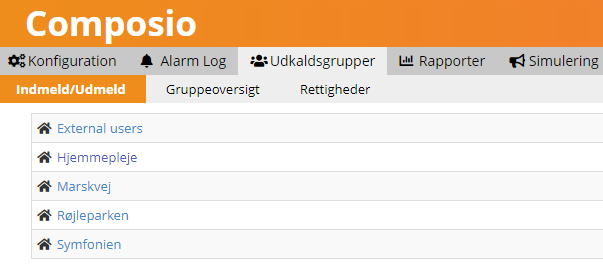 Composio
Konfiguration Alarm Log Udkaldsgrupper Rapporter Simulering
Indmeld/Udmeld Gruppeoversigt Rettigheder
External users
Hjemmepleje
Marskvej
Røjleparken
Symfonien